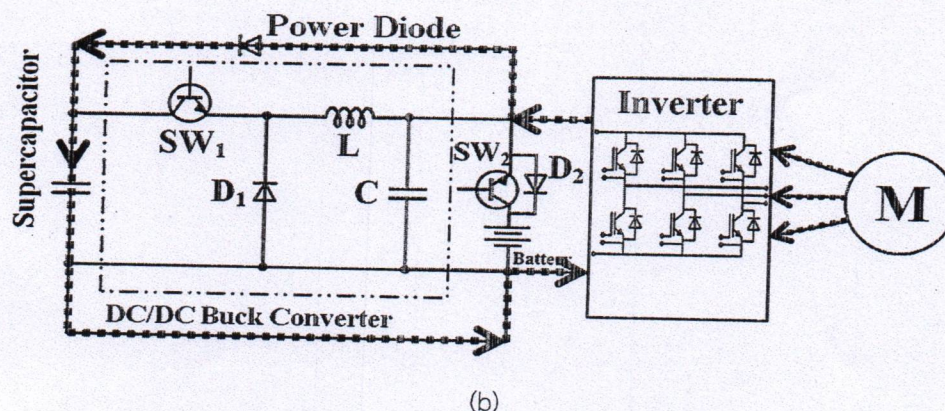 Power Diode
Supercapacitor
SW1
L
D1
C
SW2
D2
Battery
Inverter
M
DC/DC Buck Converter
(b)